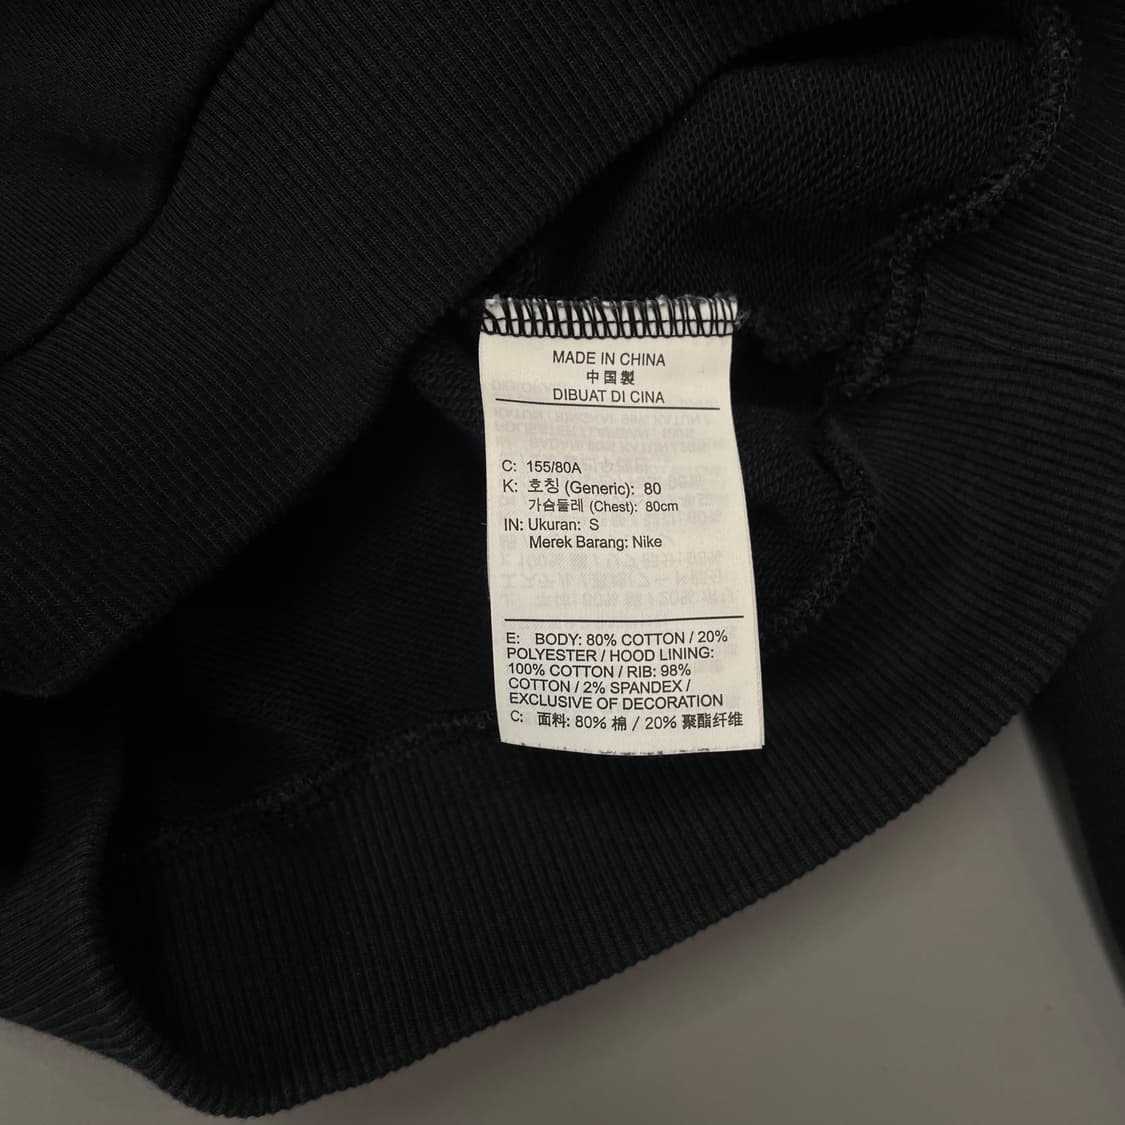 MADE IN CHINA
中国製
DIBUAT DI CINA
C: 155/80A
K: 호칭 (Generic): 80
가슴둘레 (Chest): 80cm
IN: Ukuran: S
Merek Barang: Nike
E: BODY: 80% COTTON / 20%
POLYESTER / HOOD LINING:
100% COTTON / RIB: 98%
COTTON / 2% SPANDEX /
EXCLUSIVE OF DECORATION
C: 面料: 80% 棉 / 20% 聚酯纤维